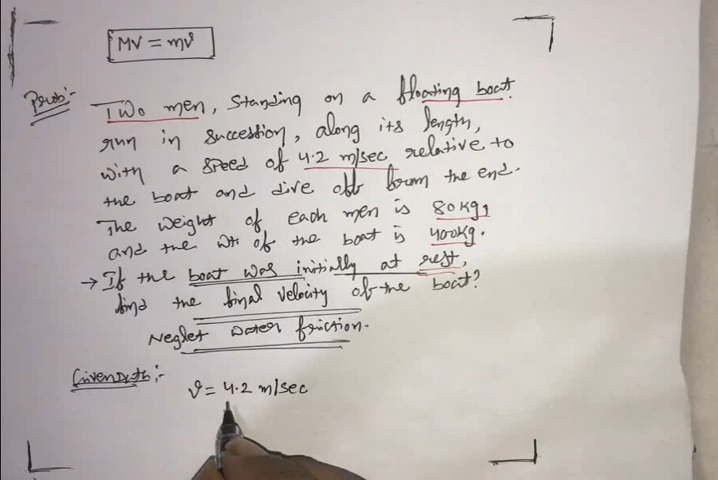 MV = mv
Prob:-
Two men, standing on a floating boat.
run in succession, along its length,
with a speed of 4.2 m/sec relative to
the boat and dive off from the end.
The weight of each men is 80kg,
and the wt. of the boat is 400kg.
→ If the boat was initially at rest,
find the final velocity of the boat?
Neglet water friction.
Given Data:-
v = 4.2 m/sec